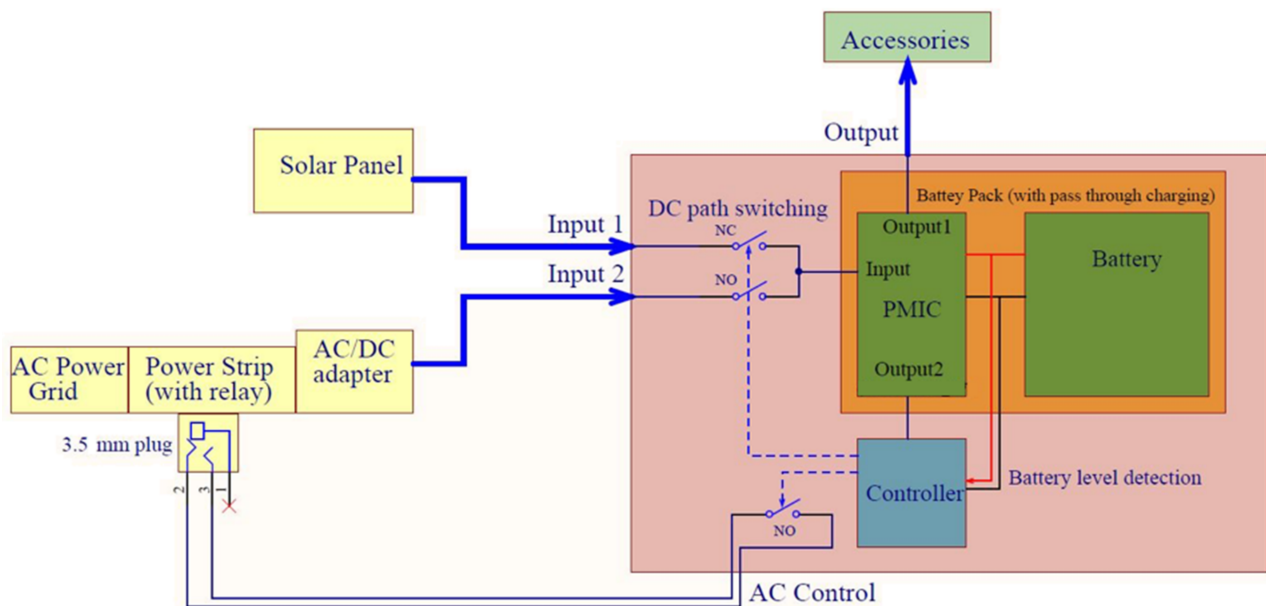 Accessories
Output
Solar Panel
Battey Pack (with pass through charging)
DC path switching
Input 1
NC
Output1
Battery
Input
Input 2
NO
PMIC
AC/DC
adapter
AC Power
Grid
Power Strip
(with relay)
Output2
3.5 mm plug
2
3
1
Controller
Battery level detection
NO
AC Control